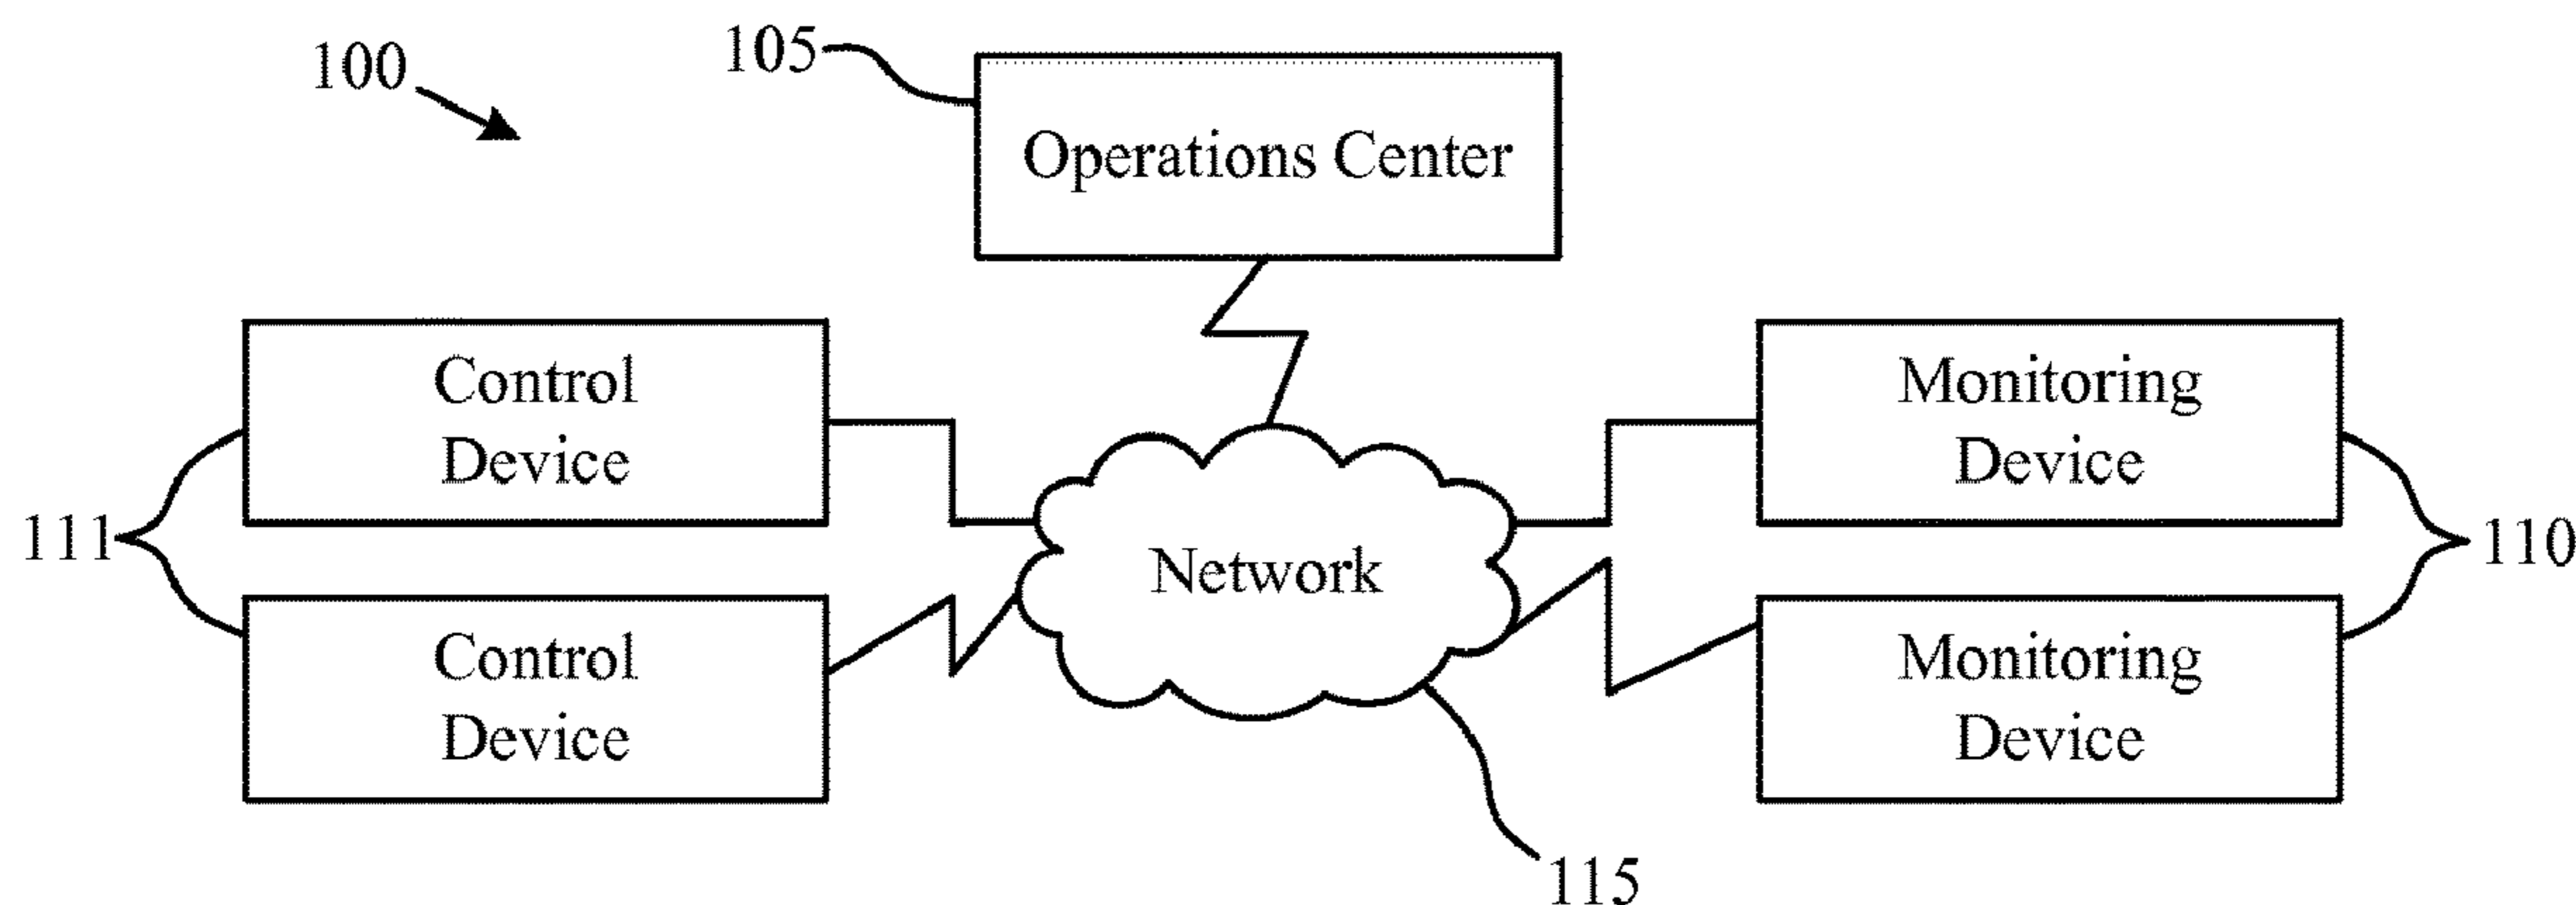 100
105
Operations Center
Control
Device
Monitoring
Device
111
Network
110
Control
Device
Monitoring
Device
115